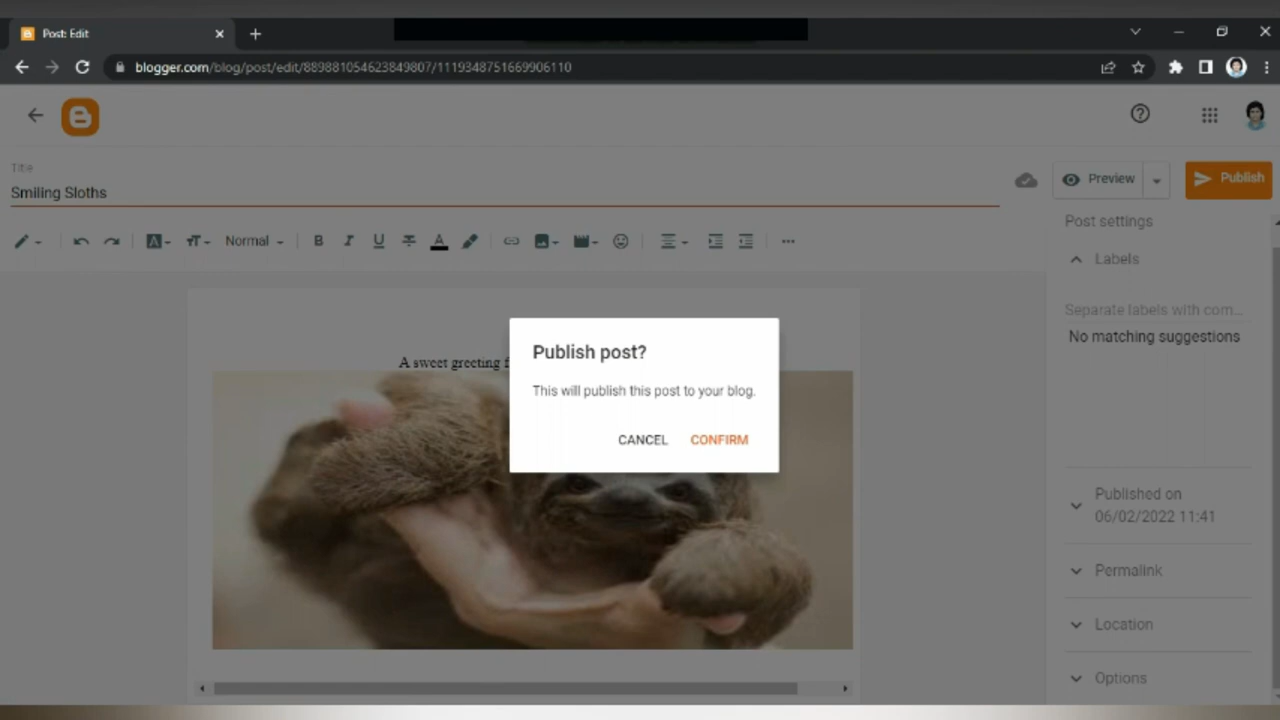 Post: Edit
blogger.com/blog/post/edit/889881054623849807/1119348751669906110
Title
Smiling Sloths
Preview
Publish
Normal
B I U
Post settings
Labels
Separate labels with com...
No matching suggestions
A sweet greeting
Publish post?
This will publish this post to your blog.
CANCEL CONFIRM
Published on
06/02/2022 11:41
Permalink
Location
Options